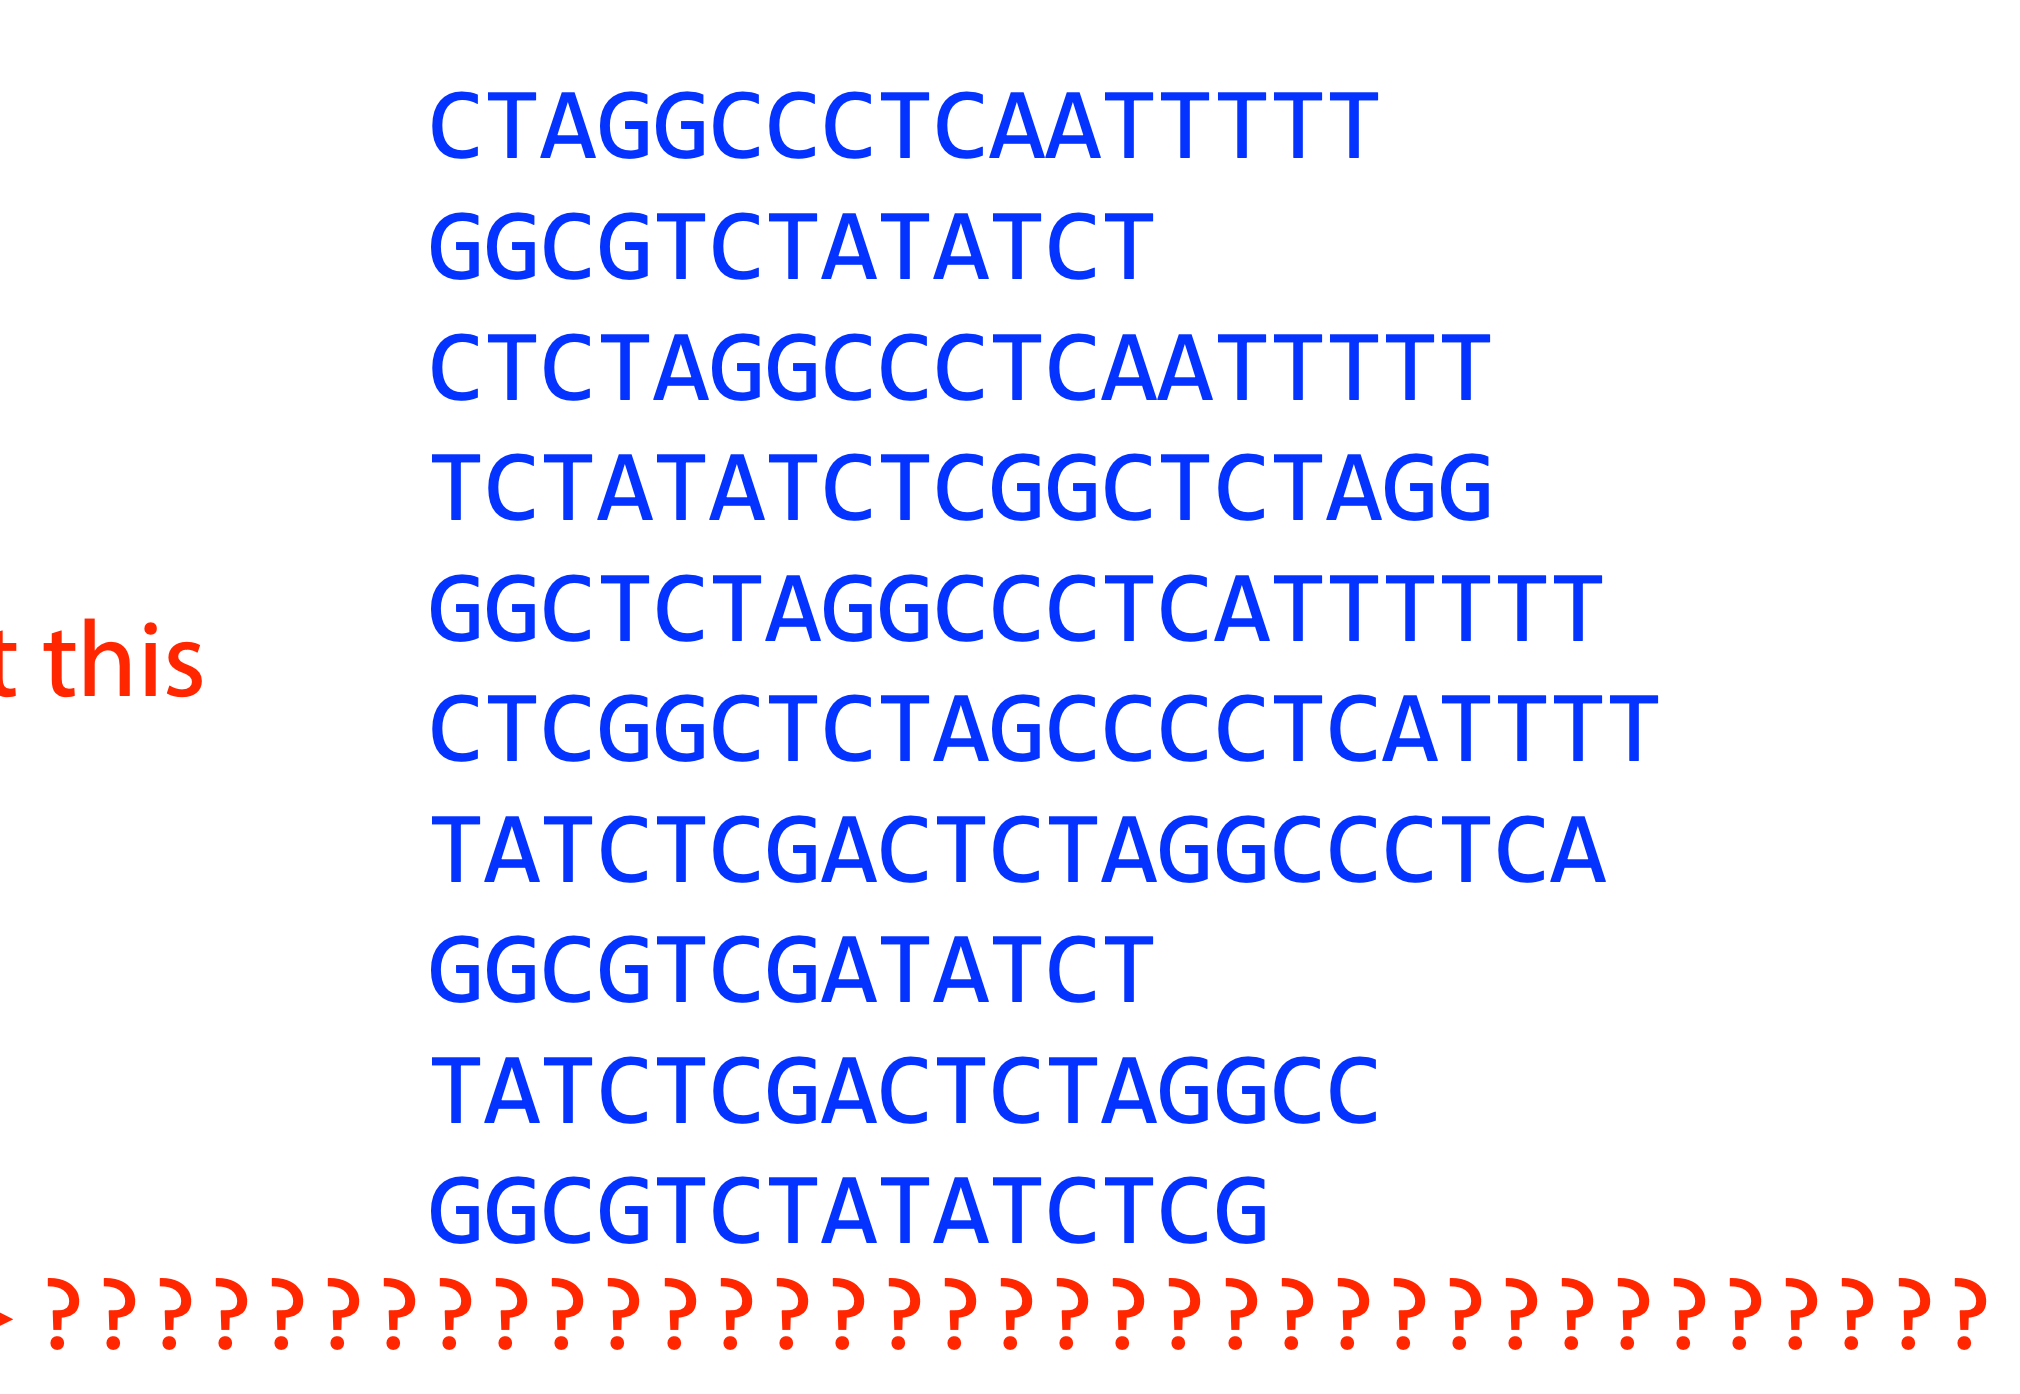 CTAGGCCCTCAATTTTT
GGCGTCTATATCT
CTCTAGGCCCTCAATTTTT
TCTATATCTCGGCTCTAGG
GGCTCTAGGCCCTCATTTTTT
t this
CTCGGCTCTAGCCCCTCATTTT
TATCTCGACTCTAGGCCCTCA
GGCGTCGATATCT
TATCTCGACTCTAGGCC
GGCGTCTATATCTCG
???????????????????????????????????